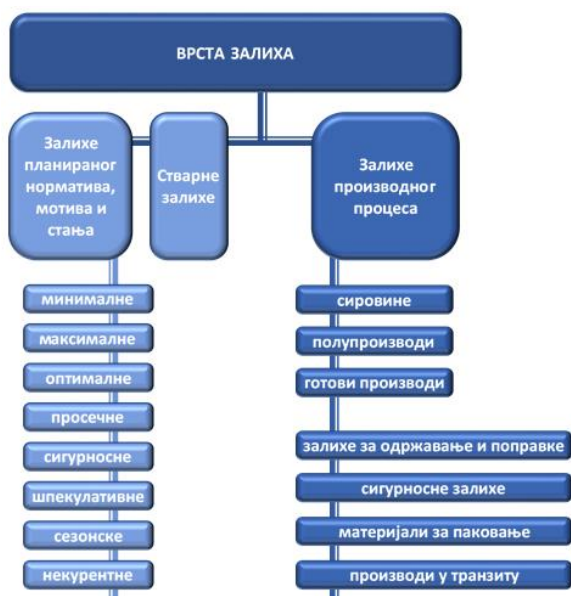 ВРСТА ЗАЛИХА
Залихе
планираног
норматива,
мотива и
стања
Стварне
залихе
Залихе
производног
процеса
минималне
максималне
оптималне
просечне
сигурносне
шпекулативне
сезонске
некурентне
сировине
полупроизводи
готови производи
залихе за одржавање и поправке
сигурносне залихе
материјали за паковање
производи у транзиту